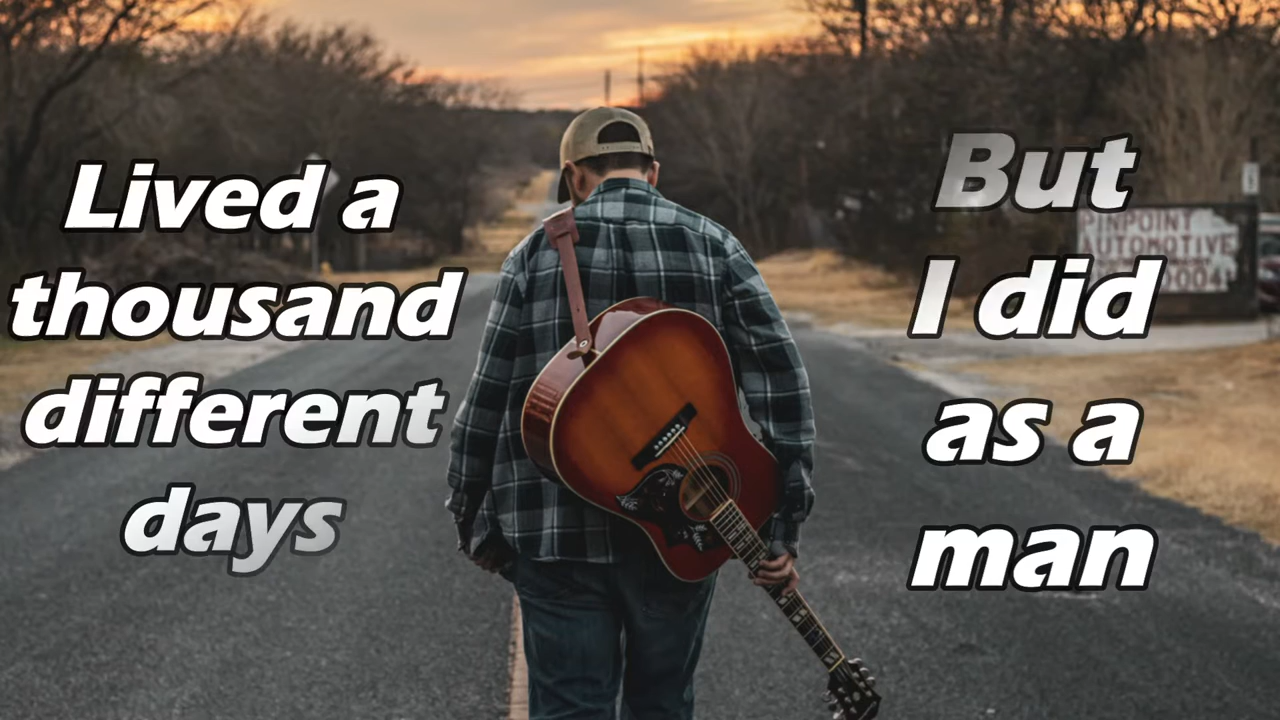 Lived a
thousand
different
days
But
I did
as a
man
PINPOINT
AUTOMOTIVE